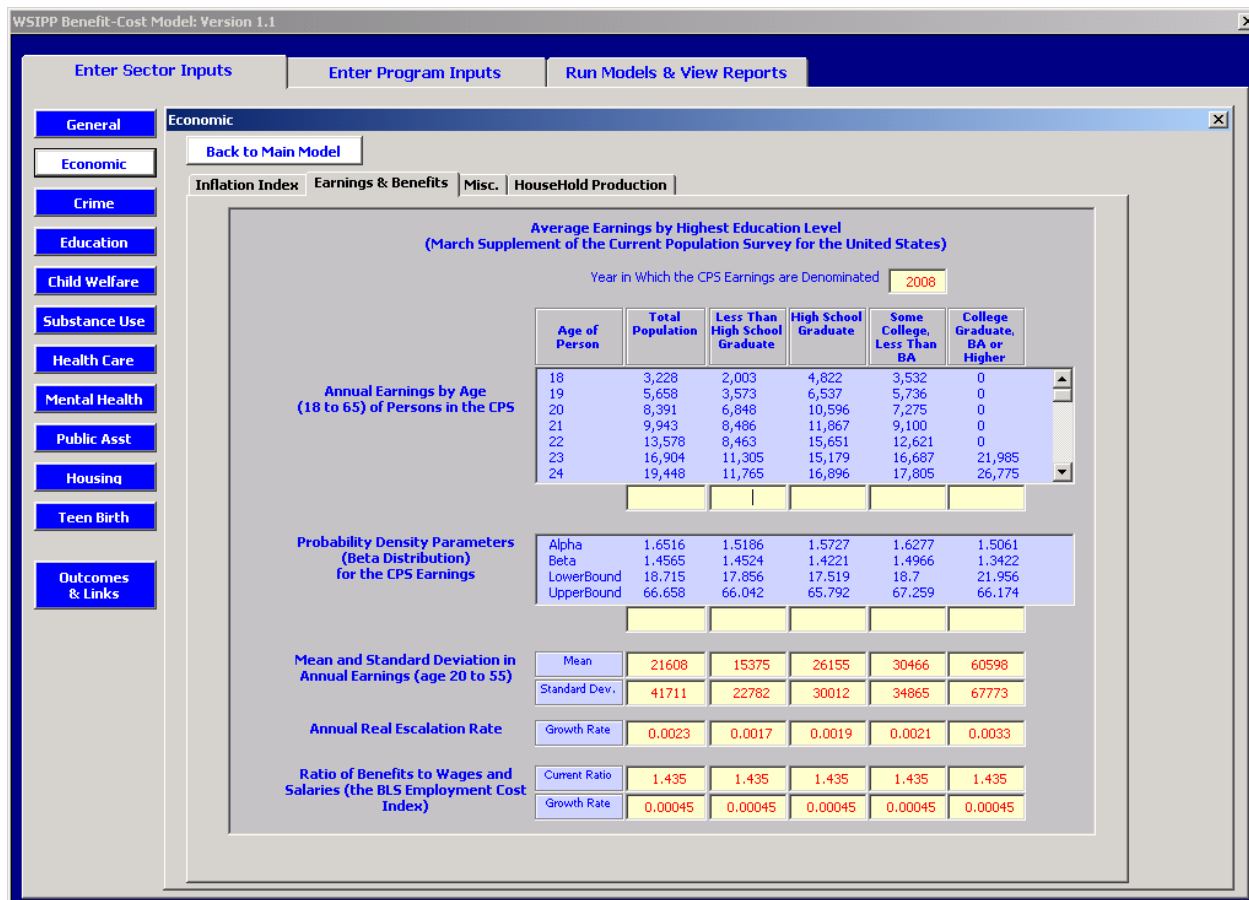 WSIPP Benefit-Cost Model: Version 1.1
Enter Sector Inputs
Enter Program Inputs
Run Models & View Reports
General
Economic
Crime
Education
Child Welfare
Substance Use
Health Care
Mental Health
Public Asst
Housing
Teen Birth
Outcomes
& Links
Economic
Back to Main Model
Inflation Index
Earnings & Benefits
Misc.
HouseHold Production
Average Earnings by Highest Education Level
(March Supplement of the Current Population Survey for the United States)
Year in Which the CPS Earnings are Denominated 2008
Age of
Person
Total
Population
Less Than
High School
Graduate
High School
Graduate
Some
College,
Less Than
BA
College
Graduate,
BA or
Higher
Annual Earnings by Age
(18 to 65) of Persons in the CPS
18 3,228 2,003 4,822 3,532 0
19 5,658 3,573 6,537 5,736 0
20 8,391 6,848 10,596 7,275 0
21 9,943 8,486 11,867 9,100 0
22 13,578 8,463 15,651 12,621 0
23 16,904 11,305 15,179 16,687 21,985
24 19,448 11,765 16,896 17,805 26,775
Probability Density Parameters
(Beta Distribution)
for the CPS Earnings
Alpha 1.6516 1.5186 1.5727 1.6277 1.5061
Beta 1.4565 1.4524 1.4221 1.4966 1.3422
LowerBound 18.715 17.856 17.519 18.7 21.956
UpperBound 66.658 66.042 65.792 67.259 66.174
Mean and Standard Deviation in
Annual Earnings (age 20 to 55)
Mean 21608 15375 26155 30466 60598
Standard Dev. 41711 22782 30012 34865 67773
Annual Real Escalation Rate
Growth Rate 0.0023 0.0017 0.0019 0.0021 0.0033
Ratio of Benefits to Wages and
Salaries (the BLS Employment Cost
Index)
Current Ratio 1.435 1.435 1.435 1.435 1.435
Growth Rate 0.00045 0.00045 0.00045 0.00045 0.00045